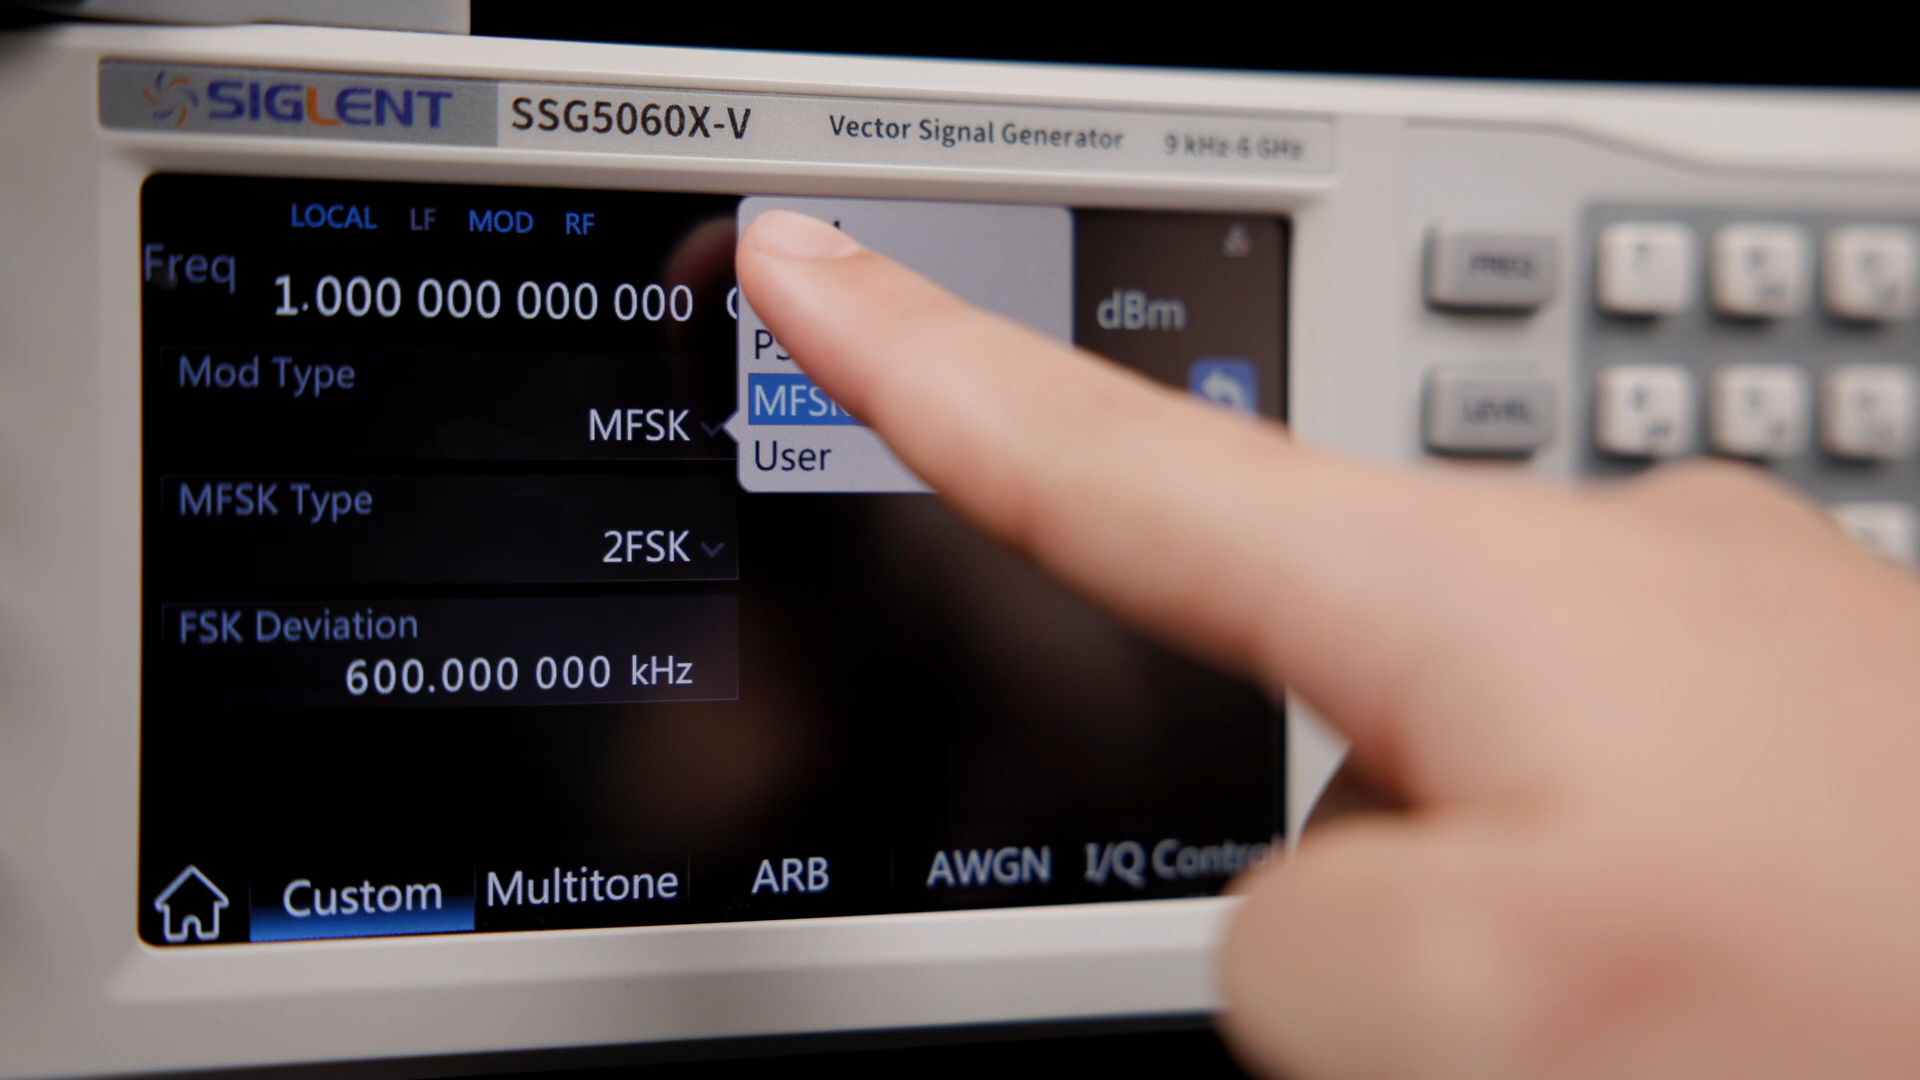 SIGLENT
SSG5060X-V
Vector Signal Generator
9 kHz-6 GHz
LOCAL LF MOD RF
Freq
1.000 000 000 000
dBm
Mod Type
MFSK
MFSK Type
2FSK
FSK Deviation
600.000 000 kHz
MFSK
User
Custom
Multitone
ARB
AWGN
I/Q Control
FREQ
LEVEL